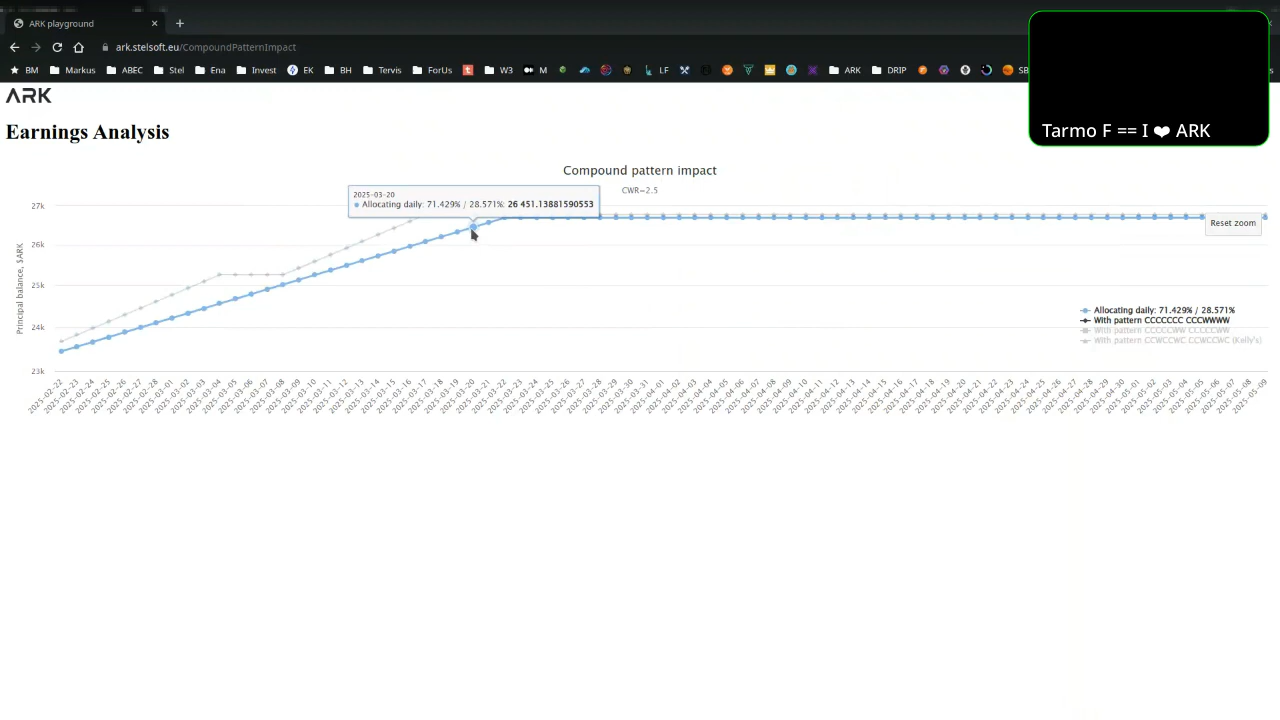 ARK playground
ark.stelsoft.eu/CompoundPatternImpact
BM Markus ABEC Stel Ena Invest EK BH Tervis ForUs W3 M LF ARK DRIP SB
Tarmo F == I ❤ ARK
ARK
Earnings Analysis
Compound pattern impact
CWR=2.5
2025-03-20
Allocating daily: 71.429% / 28.571%: 26 451.13881590553
Reset zoom
Principal balance, $ARK
27k
26k
25k
24k
23k
Allocating daily: 71.429% / 28.571%
With pattern CCCCCCC CCCWWWW
With pattern CCCCCWW CCCCCWW
With pattern CCWCCWC CCWCCWC (Kelly's)
2025-02-22 2025-02-23 2025-02-24 2025-02-25 2025-02-26 2025-02-27 2025-02-28 2025-03-01 2025-03-02 2025-03-03 2025-03-04 2025-03-05 2025-03-06 2025-03-07 2025-03-08 2025-03-09 2025-03-10 2025-03-11 2025-03-12 2025-03-13 2025-03-14 2025-03-15 2025-03-16 2025-03-17 2025-03-18 2025-03-19 2025-03-20 2025-03-21 2025-03-22 2025-03-23 2025-03-24 2025-03-25 2025-03-26 2025-03-27 2025-03-28 2025-03-29 2025-03-30 2025-03-31 2025-04-01 2025-04-02 2025-04-03 2025-04-04 2025-04-05 2025-04-06 2025-04-07 2025-04-08 2025-04-09 2025-04-10 2025-04-11 2025-04-12 2025-04-13 2025-04-14 2025-04-15 2025-04-16 2025-04-17 2025-04-18 2025-04-19 2025-04-20 2025-04-21 2025-04-22 2025-04-23 2025-04-24 2025-04-25 2025-04-26 2025-04-27 2025-04-28 2025-04-29 2025-04-30 2025-05-01 2025-05-02 2025-05-03 2025-05-04 2025-05-05 2025-05-06 2025-05-07 2025-05-08 2025-05-09